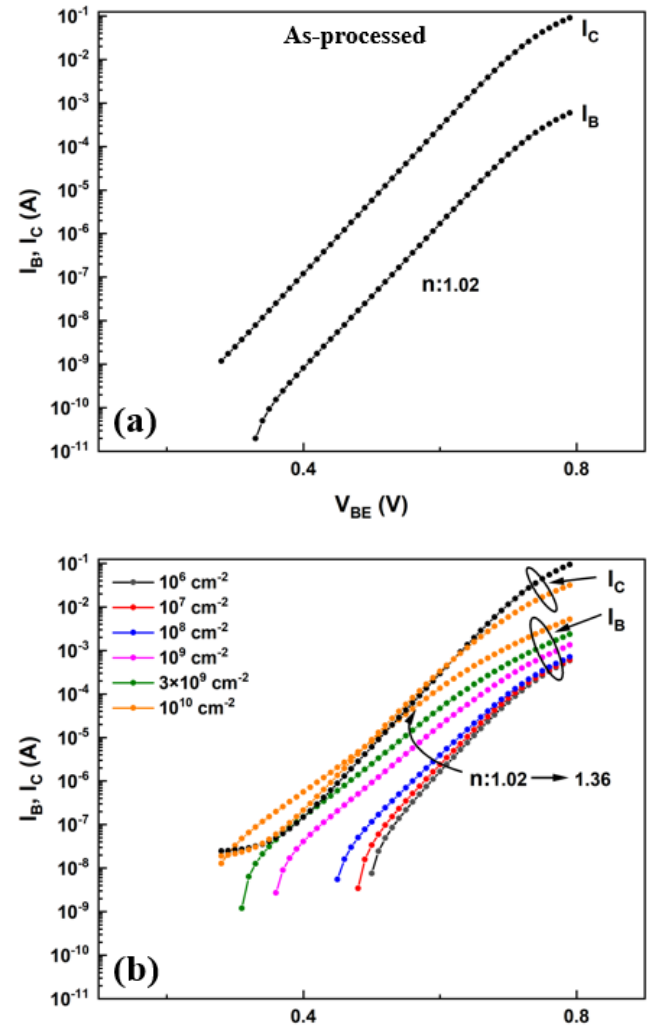 As-processed
I_C
I_B
n:1.02
(a)
I_B, I_C (A)
10^-1
10^-2
10^-3
10^-4
10^-5
10^-6
10^-7
10^-8
10^-9
10^-10
10^-11
0.4 0.8
V_BE (V)
10^6 cm^-2
10^7 cm^-2
10^8 cm^-2
10^9 cm^-2
3×10^9 cm^-2
10^10 cm^-2
I_C
I_B
n:1.02 → 1.36
(b)
I_B, I_C (A)
10^-1
10^-2
10^-3
10^-4
10^-5
10^-6
10^-7
10^-8
10^-9
10^-10
10^-11
0.4 0.8